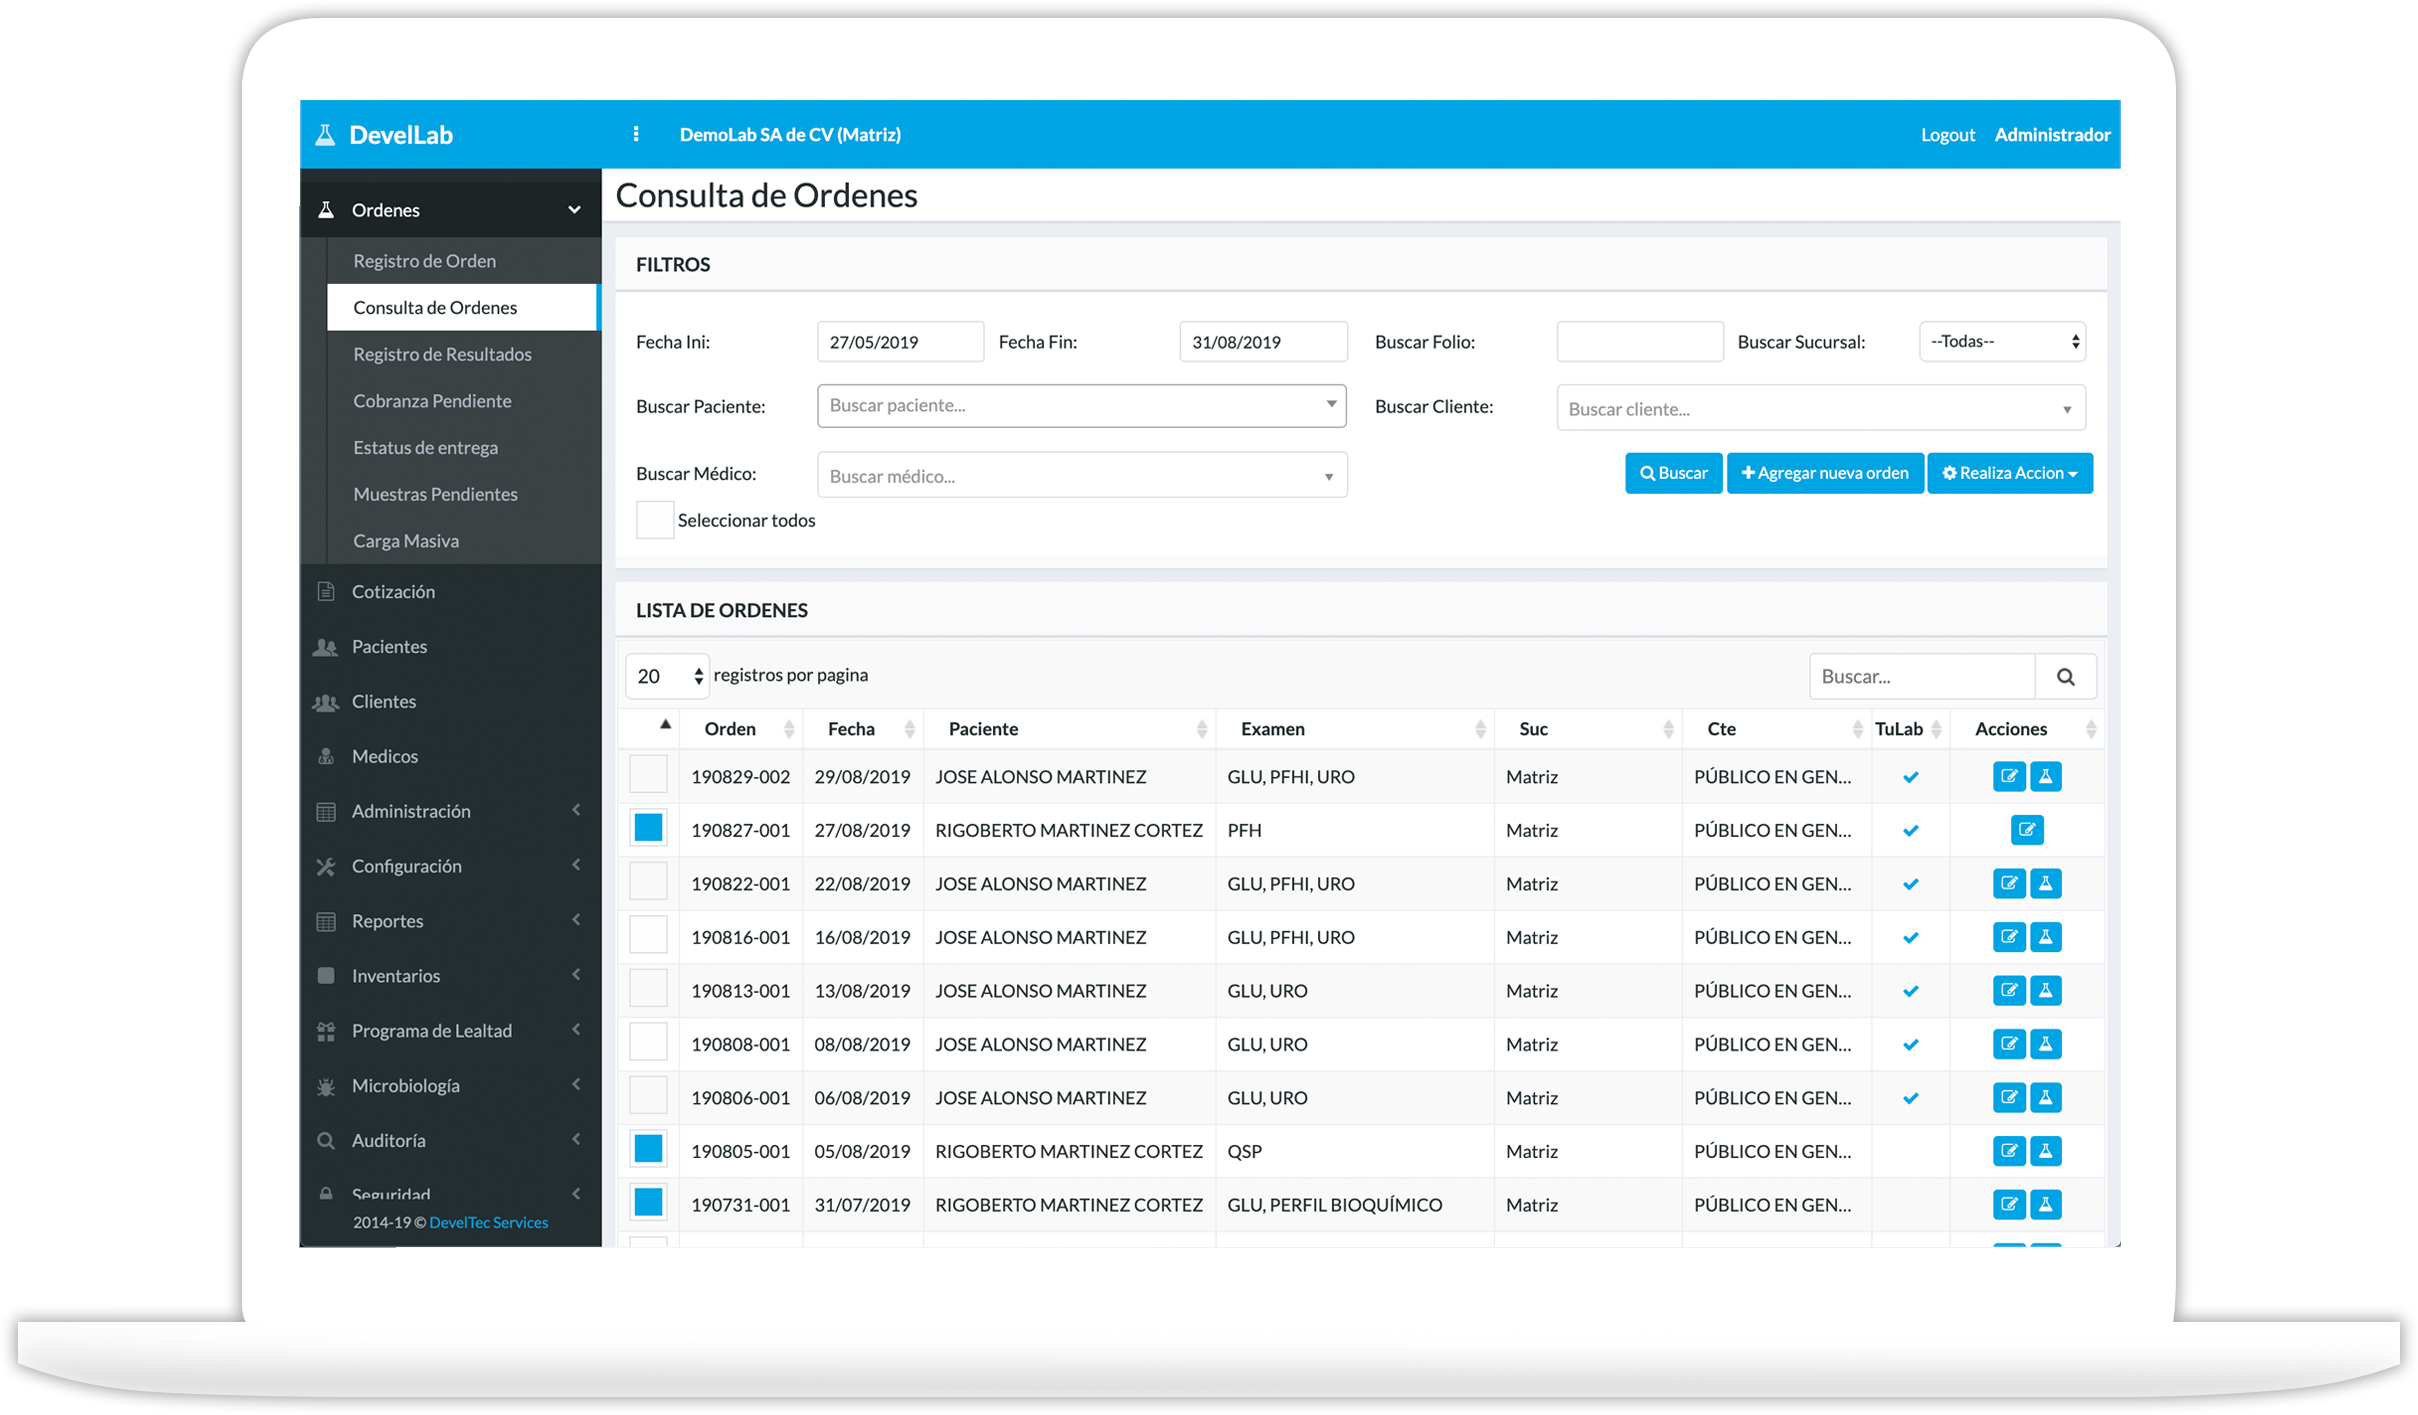 DevelLab
DemoLab SA de CV (Matriz)
Logout Administrador
Ordenes
Registro de Orden
Consulta de Ordenes
Registro de Resultados
Cobranza Pendiente
Estatus de entrega
Muestras Pendientes
Carga Masiva
Cotización
Pacientes
Clientes
Medicos
Administración
Configuración
Reportes
Inventarios
Programa de Lealtad
Microbiología
Auditoría
Seguridad
2014-19 © DevelTec Services
Consulta de Ordenes
FILTROS
Fecha Ini: 27/05/2019 Fecha Fin: 31/08/2019 Buscar Folio: Buscar Sucursal: --Todas--
Buscar Paciente: Buscar paciente... Buscar Cliente: Buscar cliente...
Buscar Médico: Buscar médico... Buscar Agregar nueva orden Realiza Accion
Seleccionar todos
LISTA DE ORDENES
20 registros por pagina Buscar...
Orden Fecha Paciente Examen Suc Cte TuLab Acciones
190829-002 29/08/2019 JOSE ALONSO MARTINEZ GLU, PFHI, URO Matriz PÚBLICO EN GEN...
190827-001 27/08/2019 RIGOBERTO MARTINEZ CORTEZ PFH Matriz PÚBLICO EN GEN...
190822-001 22/08/2019 JOSE ALONSO MARTINEZ GLU, PFHI, URO Matriz PÚBLICO EN GEN...
190816-001 16/08/2019 JOSE ALONSO MARTINEZ GLU, PFHI, URO Matriz PÚBLICO EN GEN...
190813-001 13/08/2019 JOSE ALONSO MARTINEZ GLU, URO Matriz PÚBLICO EN GEN...
190808-001 08/08/2019 JOSE ALONSO MARTINEZ GLU, URO Matriz PÚBLICO EN GEN...
190806-001 06/08/2019 JOSE ALONSO MARTINEZ GLU, URO Matriz PÚBLICO EN GEN...
190805-001 05/08/2019 RIGOBERTO MARTINEZ CORTEZ QSP Matriz PÚBLICO EN GEN...
190731-001 31/07/2019 RIGOBERTO MARTINEZ CORTEZ GLU, PERFIL BIOQUÍMICO Matriz PÚBLICO EN GEN...